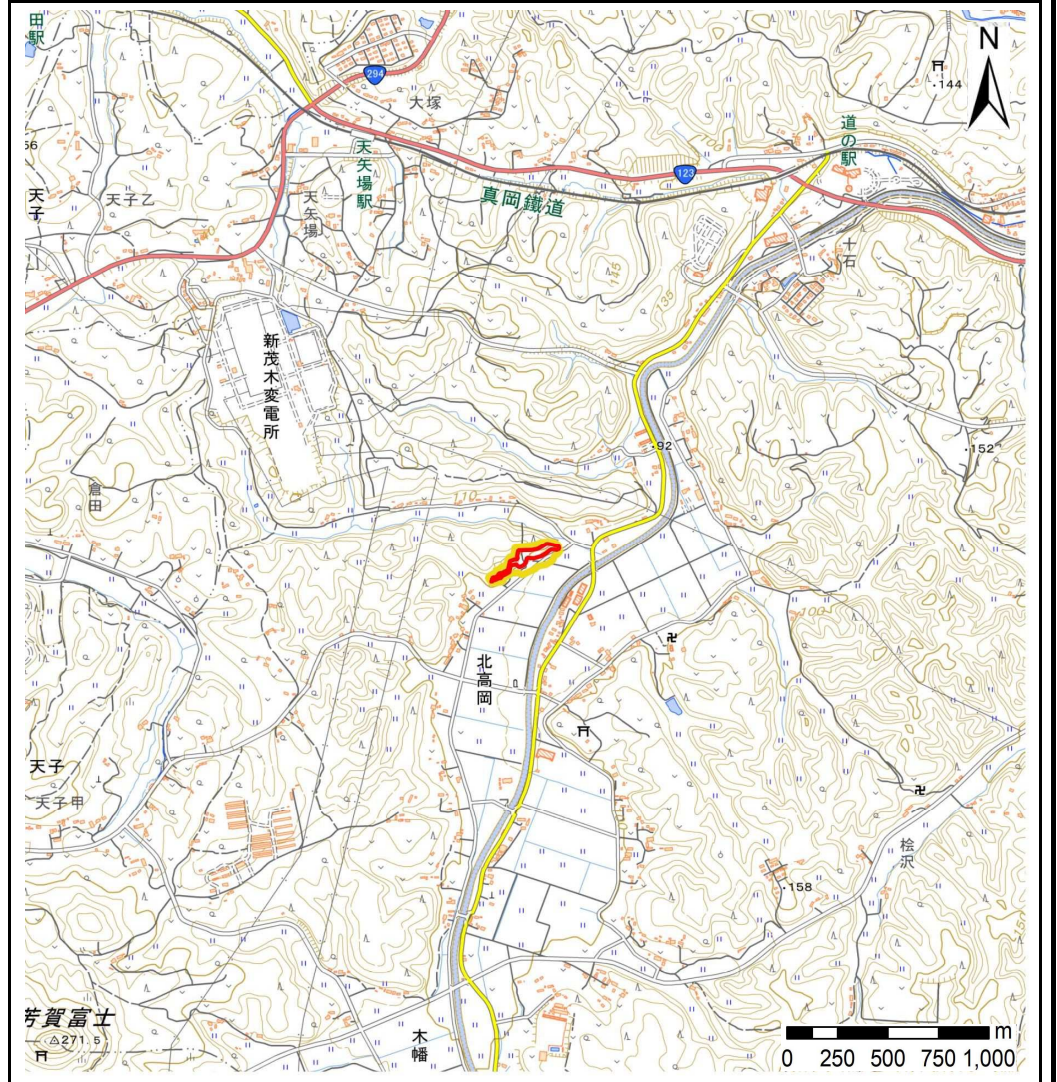 田駅
N
294
大塚
144
道の駅
56
天矢場駅
123
天子
天子乙
天矢場
真岡鐵道
十石
135
新茂木変電所
92
152
倉田
110
100
北高岡
天子
天子甲
桧沢
158
芳賀富士
271.5
木幡
m
0 250 500 750 1,000